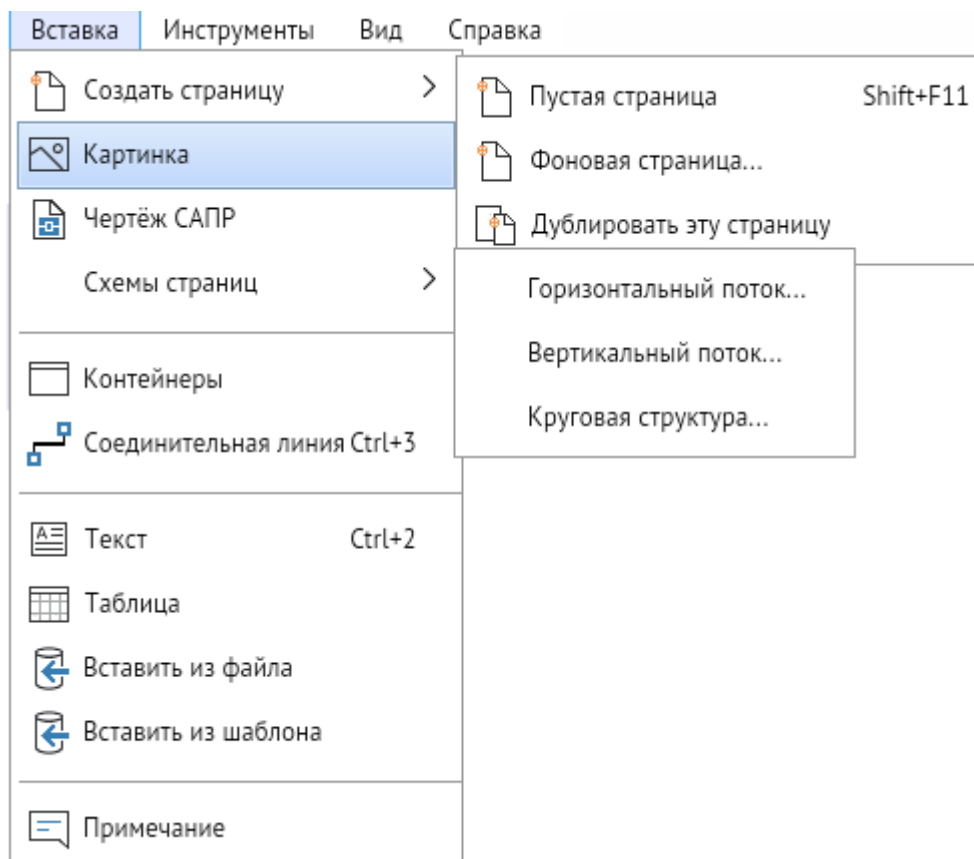 Вставка Инструменты Вид Справка
Создать страницу
Картинка
Чертёж САПР
Схемы страниц
Контейнеры
Соединительная линия Ctrl+3
Текст Ctrl+2
Таблица
Вставить из файла
Вставить из шаблона
Примечание
Пустая страница Shift+F11
Фоновая страница...
Дублировать эту страницу
Горизонтальный поток...
Вертикальный поток...
Круговая структура...